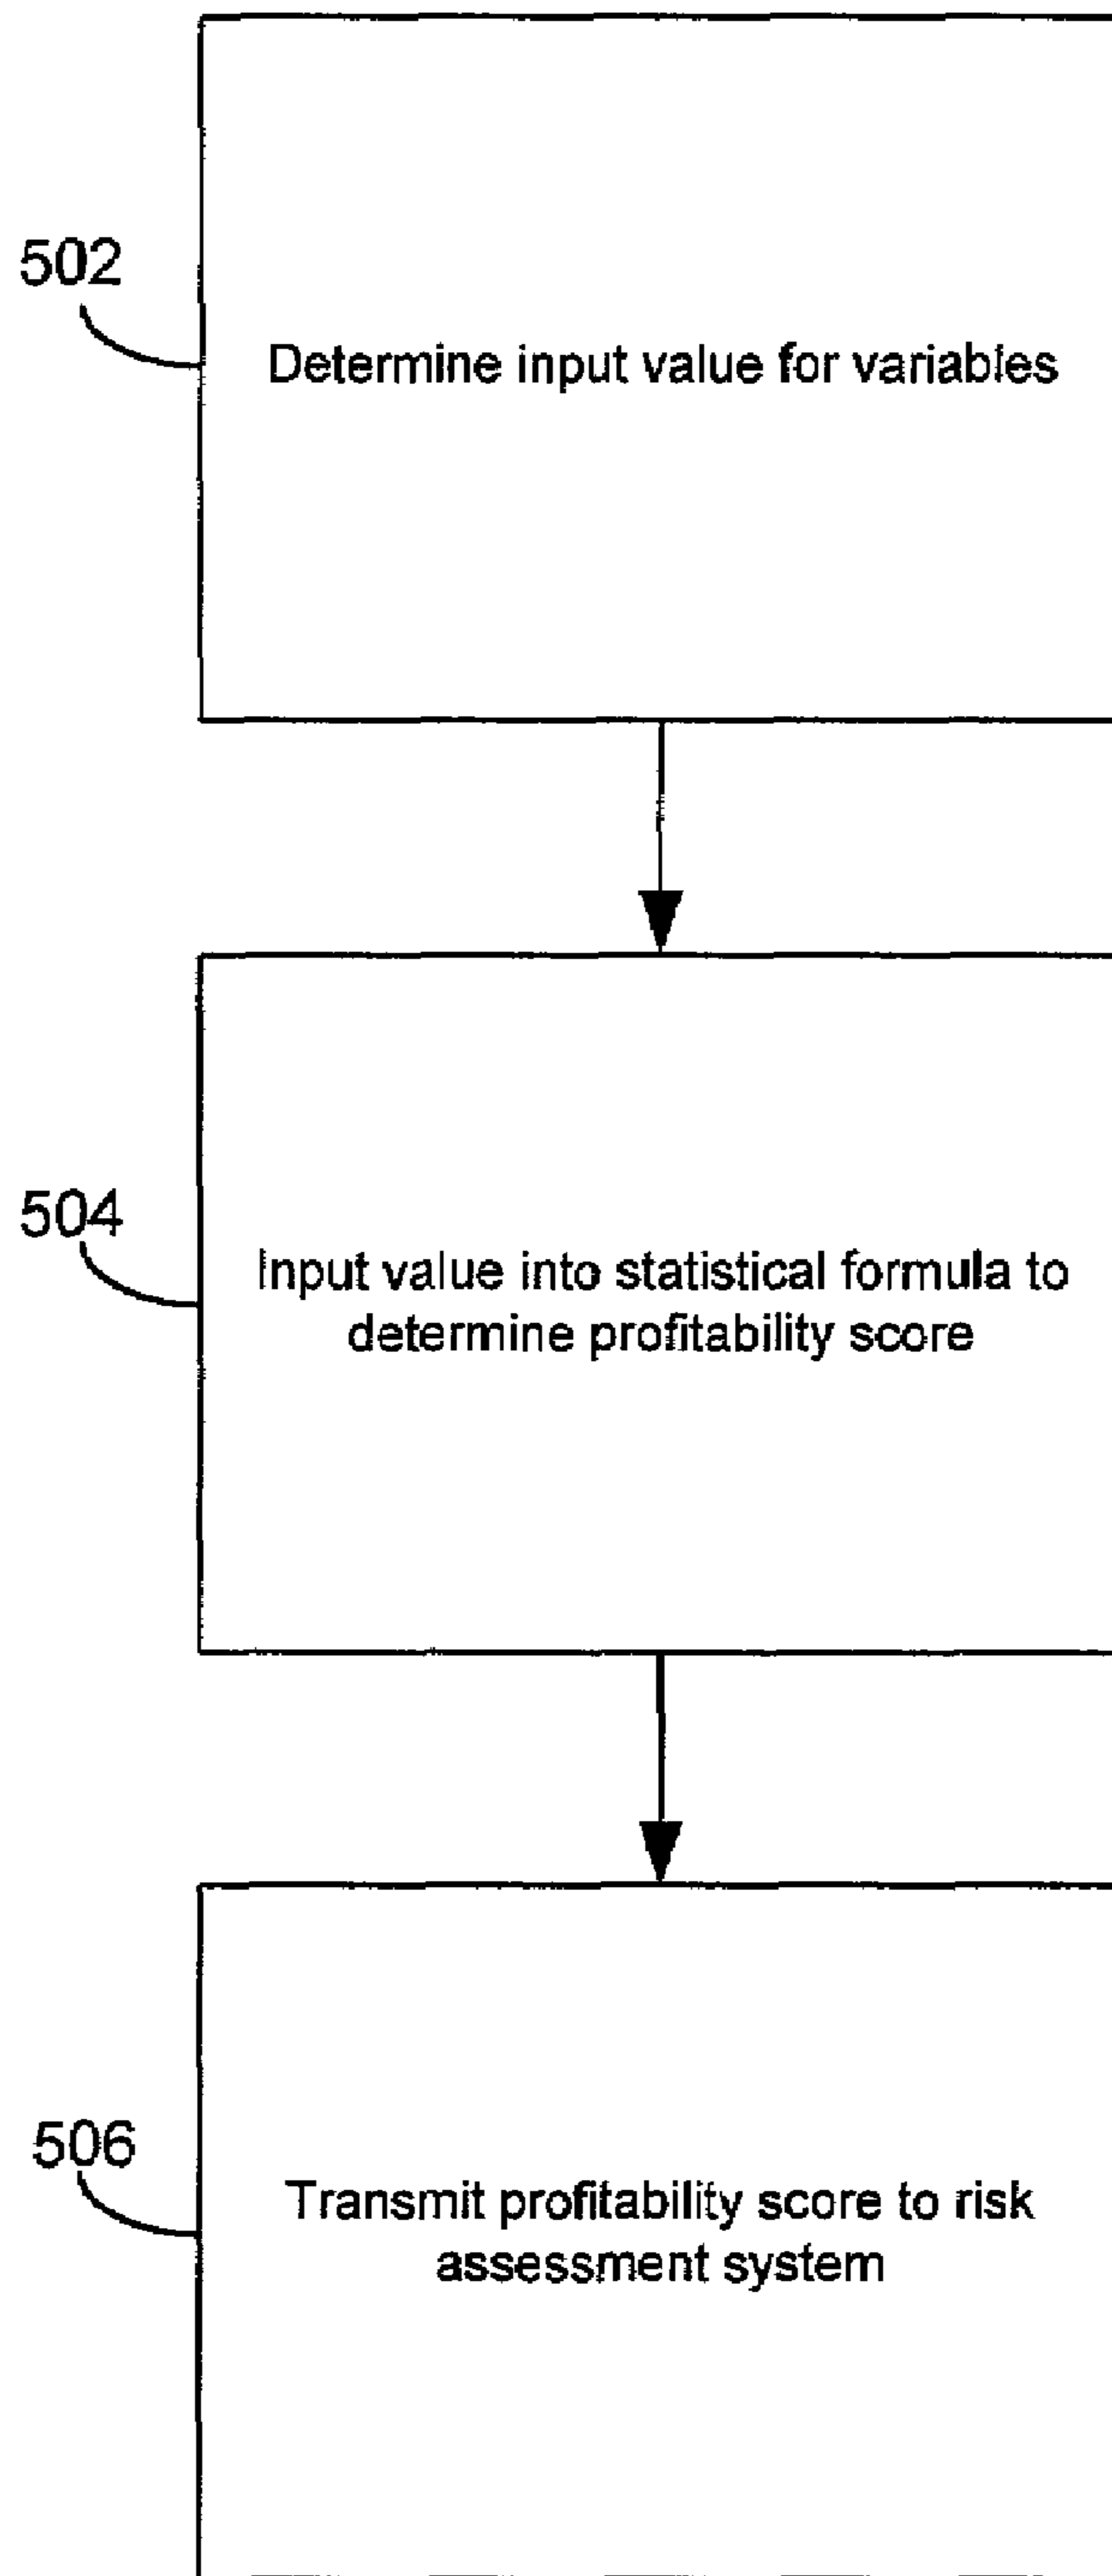 502
Determine input value for variables
504
Input value into statistical formula to
determine profitability score
506
Transmit profitability score to risk
assessment system